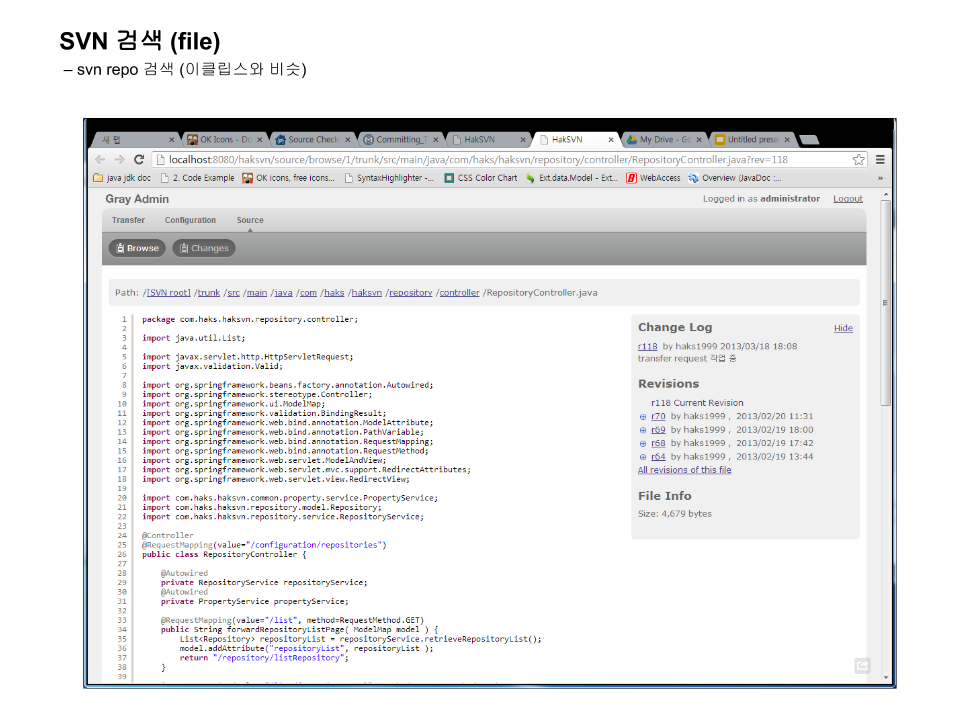 SVN 검색 (file)
– svn repo 검색 (이클립스와 비슷)
새 탭
OK Icons - Do
Source Checke
Committing_T
HakSVN
HakSVN
My Drive - Go
Untitled prese
localhost:8080/haksvn/source/browse/1/trunk/src/main/java/com/haks/haksvn/repository/controller/RepositoryController.java?rev=118
java jdk doc
2. Code Example
OK icons, free icons...
SyntaxHighlighter -...
CSS Color Chart
Ext.data.Model - Ext...
WebAccess
Overview (JavaDoc :...
»
Gray Admin
Logged in as administrator Logout
Transfer Configuration Source
Browse Changes
Path: /[SVN root] /trunk /src /main /java /com /haks /haksvn /repository /controller /RepositoryController.java
1 package com.haks.haksvn.repository.controller;
2
3 import java.util.List;
4
5 import javax.servlet.http.HttpServletRequest;
6 import javax.validation.Valid;
7
8 import org.springframework.beans.factory.annotation.Autowired;
9 import org.springframework.stereotype.Controller;
10 import org.springframework.ui.ModelMap;
11 import org.springframework.validation.BindingResult;
12 import org.springframework.web.bind.annotation.ModelAttribute;
13 import org.springframework.web.bind.annotation.PathVariable;
14 import org.springframework.web.bind.annotation.RequestMapping;
15 import org.springframework.web.bind.annotation.RequestMethod;
16 import org.springframework.web.servlet.ModelAndView;
17 import org.springframework.web.servlet.mvc.support.RedirectAttributes;
18 import org.springframework.web.servlet.view.RedirectView;
19
20 import com.haks.haksvn.common.property.service.PropertyService;
21 import com.haks.haksvn.repository.model.Repository;
22 import com.haks.haksvn.repository.service.RepositoryService;
23
24 @Controller
25 @RequestMapping(value="/configuration/repositories")
26 public class RepositoryController {
27
28 @Autowired
29 private RepositoryService repositoryService;
30 @Autowired
31 private PropertyService propertyService;
32
33 @RequestMapping(value="/list", method=RequestMethod.GET)
34 public String forwardRepositoryListPage( ModelMap model ) {
35 List<Repository> repositoryList = repositoryService.retrieveRepositoryList();
36 model.addAttribute("repositoryList", repositoryList );
37 return "/repository/listRepository";
38 }
39
Change Log Hide
r118 by haks1999 2013/03/18 18:08
transfer request 작업 중
Revisions
r118 Current Revision
r70 by haks1999 , 2013/02/20 11:31
r69 by haks1999 , 2013/02/19 18:00
r68 by haks1999 , 2013/02/19 17:42
r64 by haks1999 , 2013/02/19 13:44
All revisions of this file
File Info
Size: 4,679 bytes